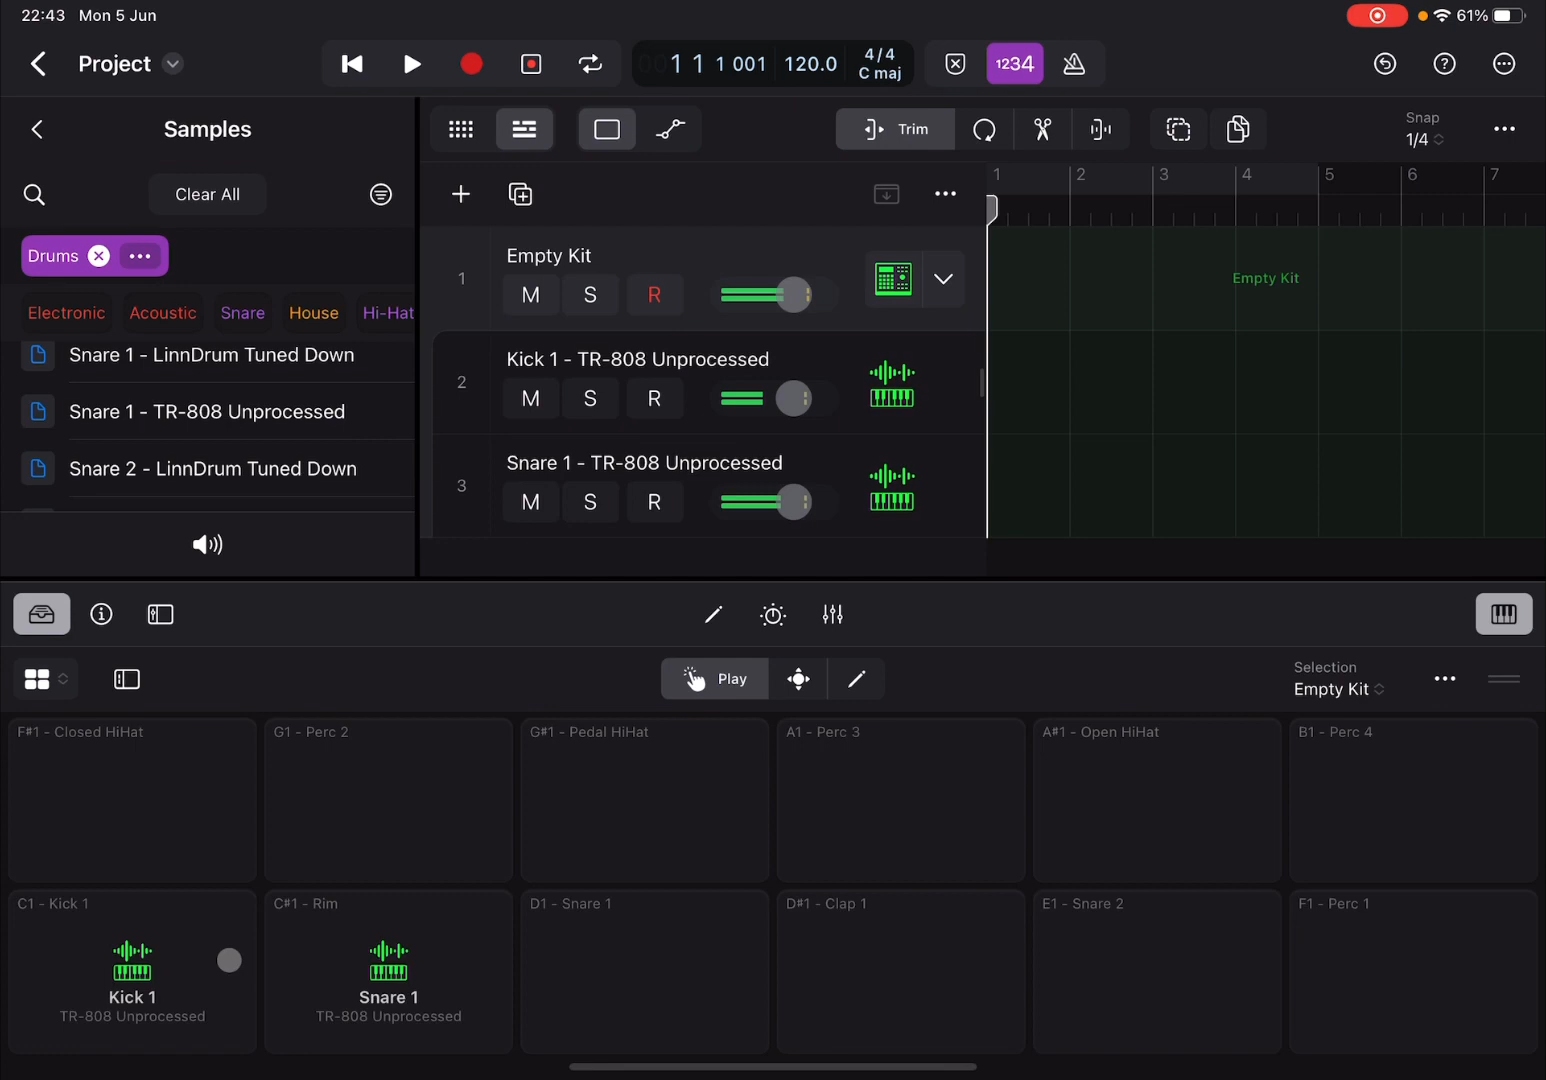 22:43 Mon 5 Jun
61%
Project
1 1 1 001
120.0
4/4
C maj
1234
Samples
Trim
Snap
1/4
Clear All
1 2 3 4 5 6 7
Drums
Electronic Acoustic Snare House Hi-Hat
Snare 1 - LinnDrum Tuned Down
Snare 1 - TR-808 Unprocessed
Snare 2 - LinnDrum Tuned Down
1
Empty Kit
M S R
Empty Kit
2
Kick 1 - TR-808 Unprocessed
M S R
3
Snare 1 - TR-808 Unprocessed
M S R
Play
Selection
Empty Kit
F#1 - Closed HiHat
G1 - Perc 2
G#1 - Pedal HiHat
A1 - Perc 3
A#1 - Open HiHat
B1 - Perc 4
C1 - Kick 1
Kick 1
TR-808 Unprocessed
C#1 - Rim
Snare 1
TR-808 Unprocessed
D1 - Snare 1
D#1 - Clap 1
E1 - Snare 2
F1 - Perc 1